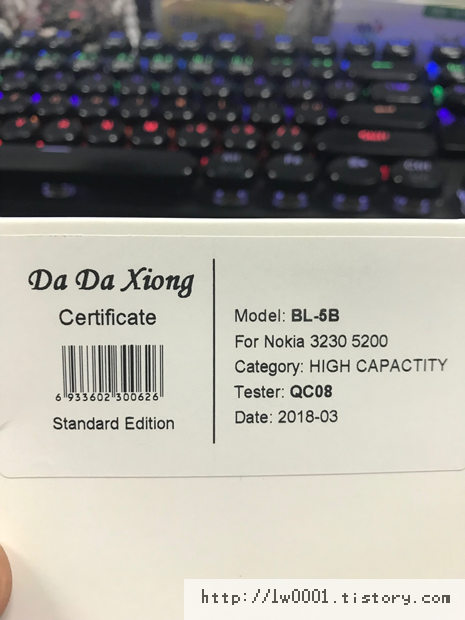 Da Da Xiong
Certificate
6 933602 300626
Standard Edition
Model: BL-5B
For Nokia 3230 5200
Category: HIGH CAPACTITY
Tester: QC08
Date: 2018-03
http://lw0001.tistory.com